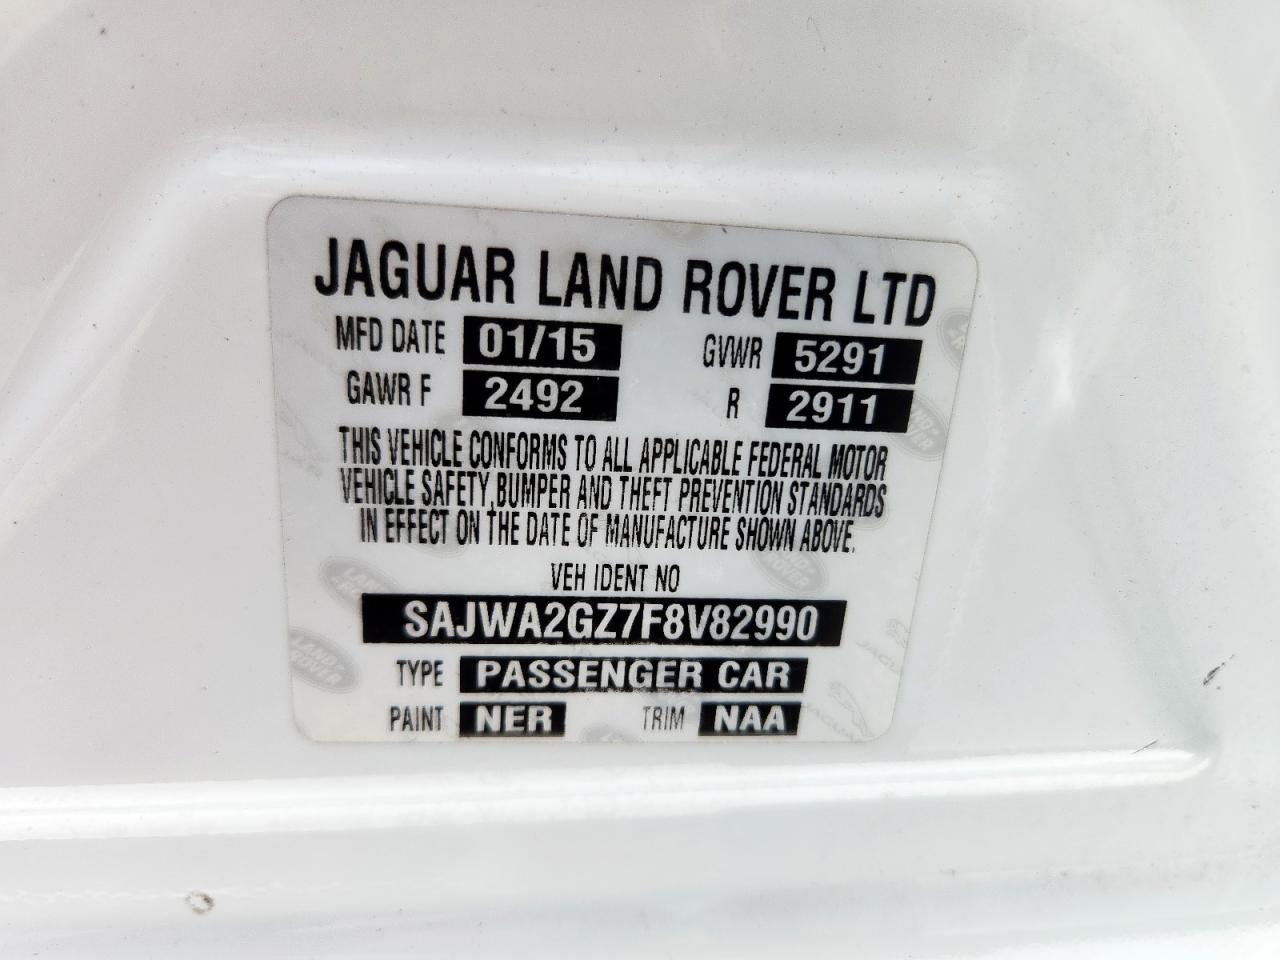 JAGUAR LAND ROVER LTD
MFD DATE 01/15 GVWR 5291
GAWR F 2492 R 2911
THIS VEHICLE CONFORMS TO ALL APPLICABLE FEDERAL MOTOR
VEHICLE SAFETY,BUMPER AND THEFT PREVENTION STANDARDS
IN EFFECT ON THE DATE OF MANUFACTURE SHOWN ABOVE.
VEH IDENT NO
SAJWA2GZ7F8V82990
TYPE PASSENGER CAR
PAINT NER TRIM NAA